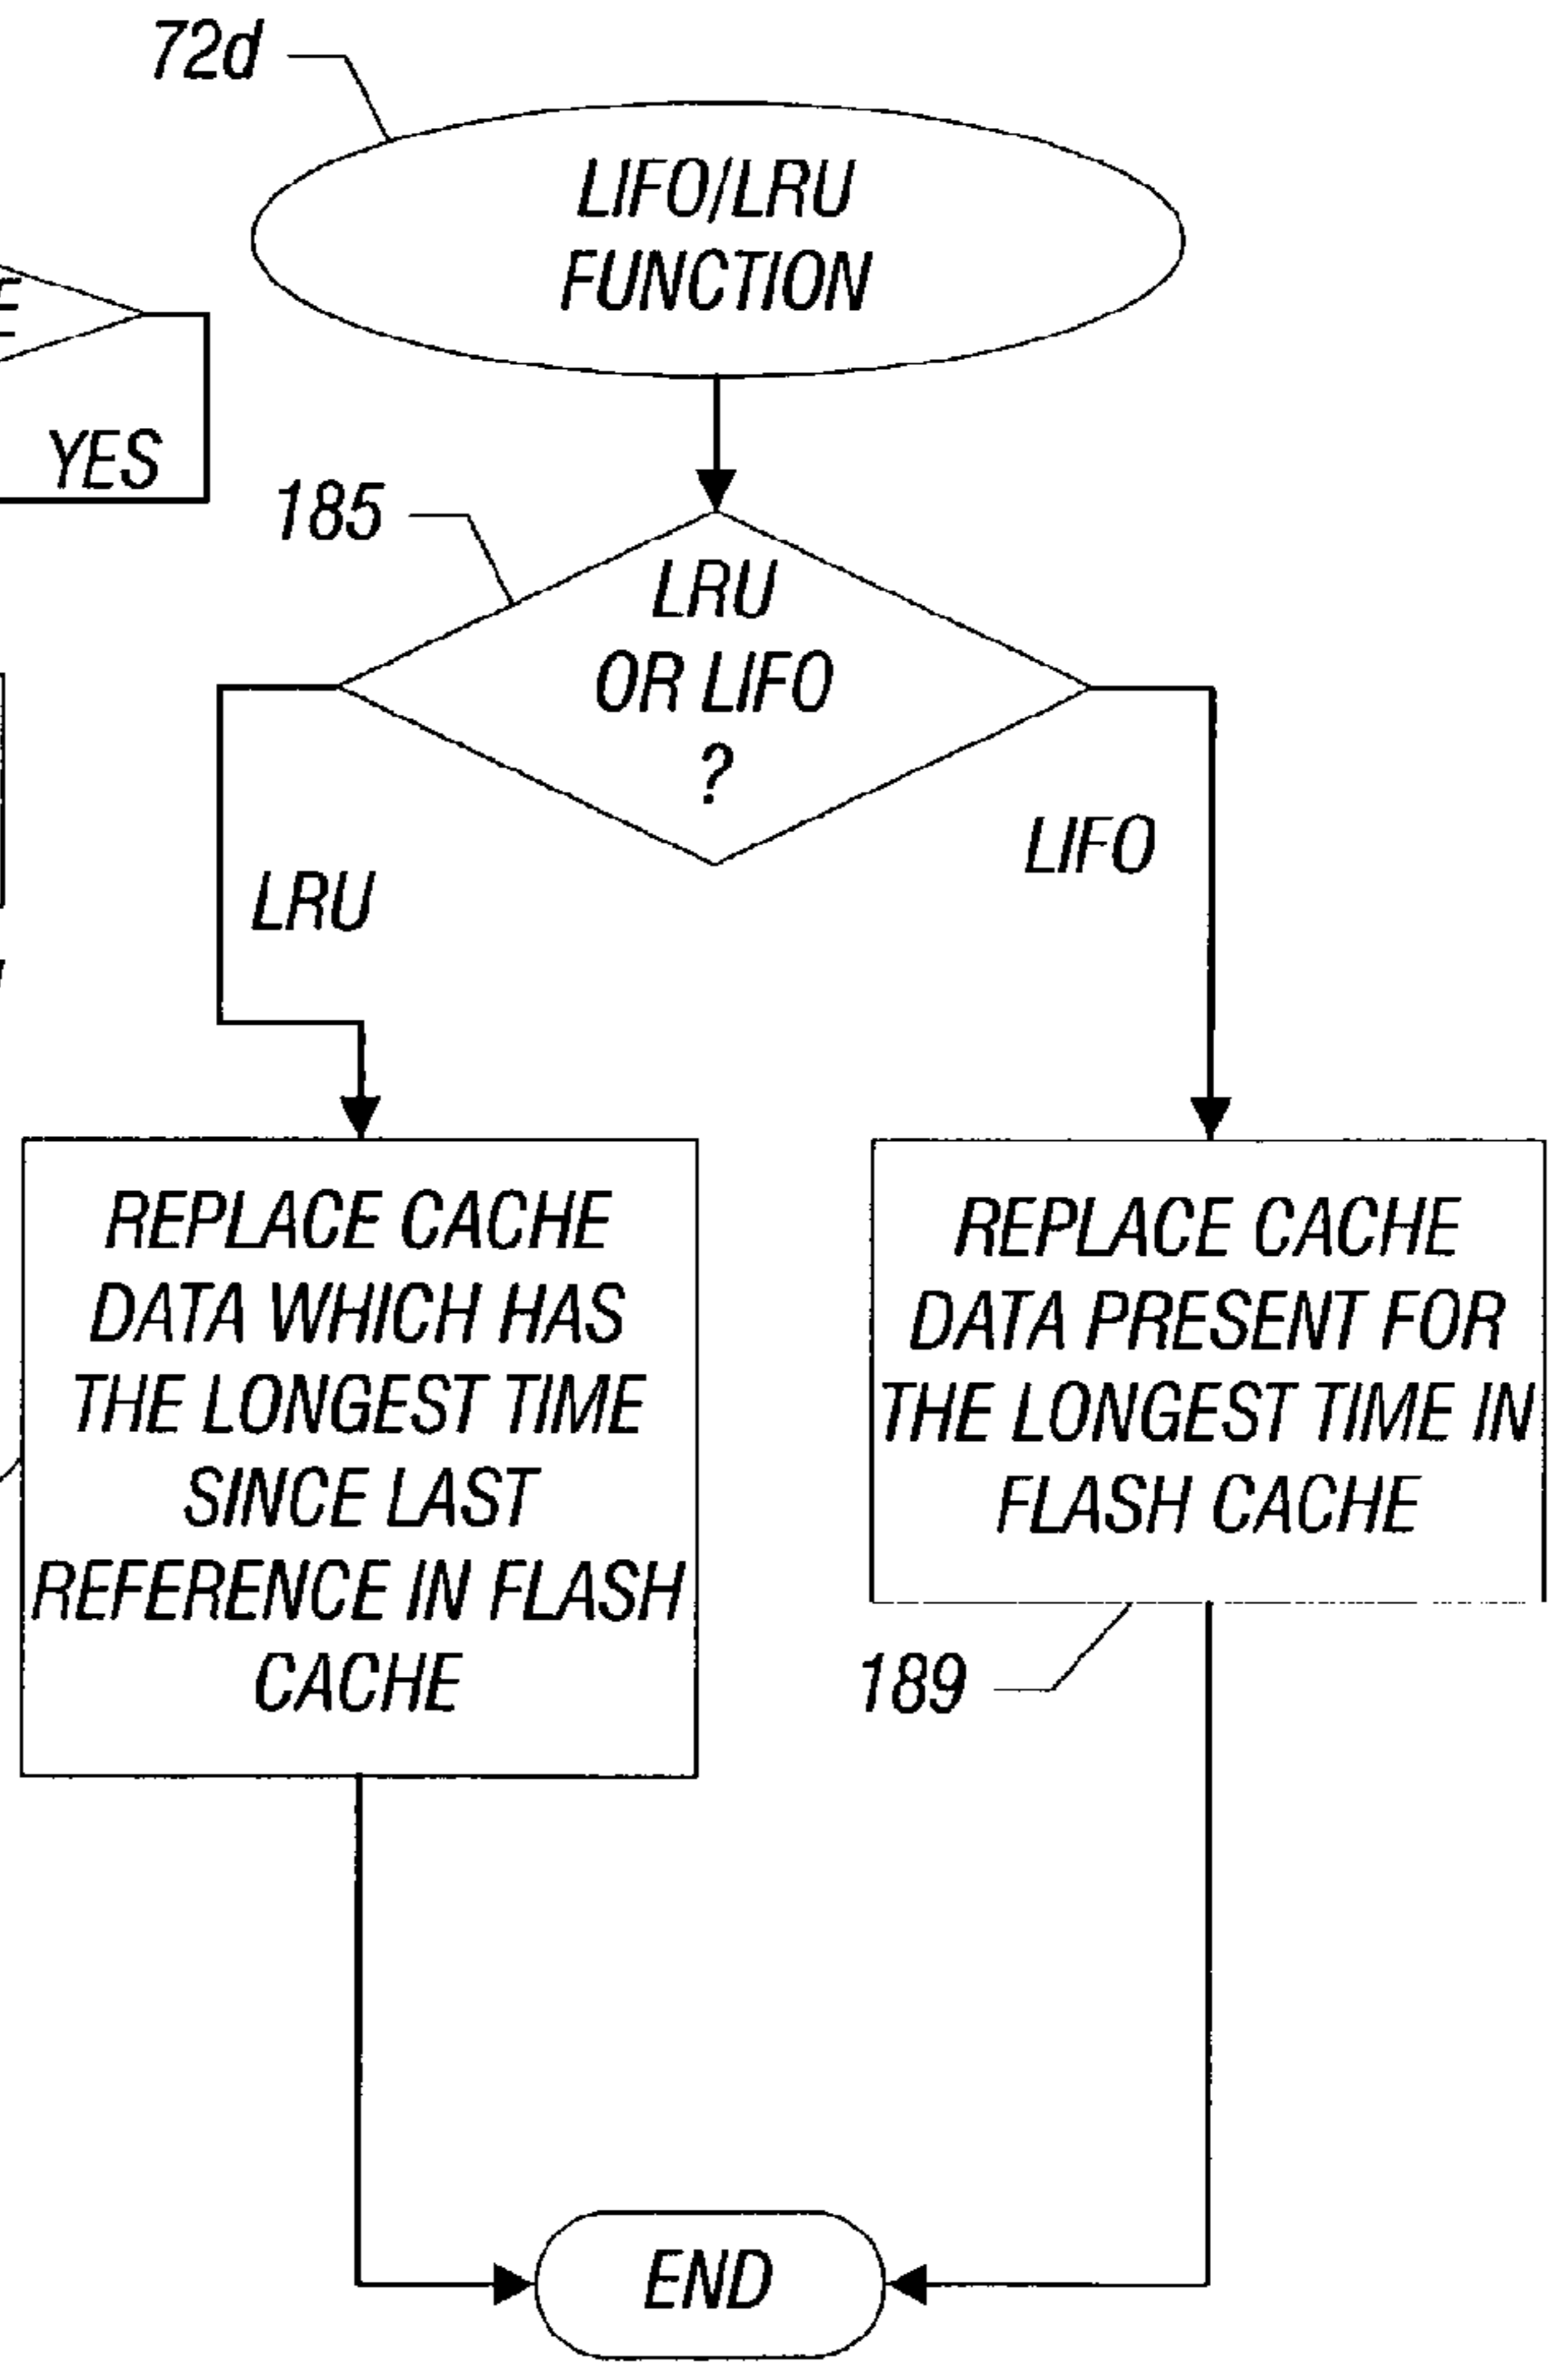 72d
LIFO/LRU
FUNCTION
YES
185
LRU
OR LIFO
?
LRU
LIFO
REPLACE CACHE
DATA WHICH HAS
THE LONGEST TIME
SINCE LAST
REFERENCE IN FLASH
CACHE
REPLACE CACHE
DATA PRESENT FOR
THE LONGEST TIME IN
FLASH CACHE
189
END